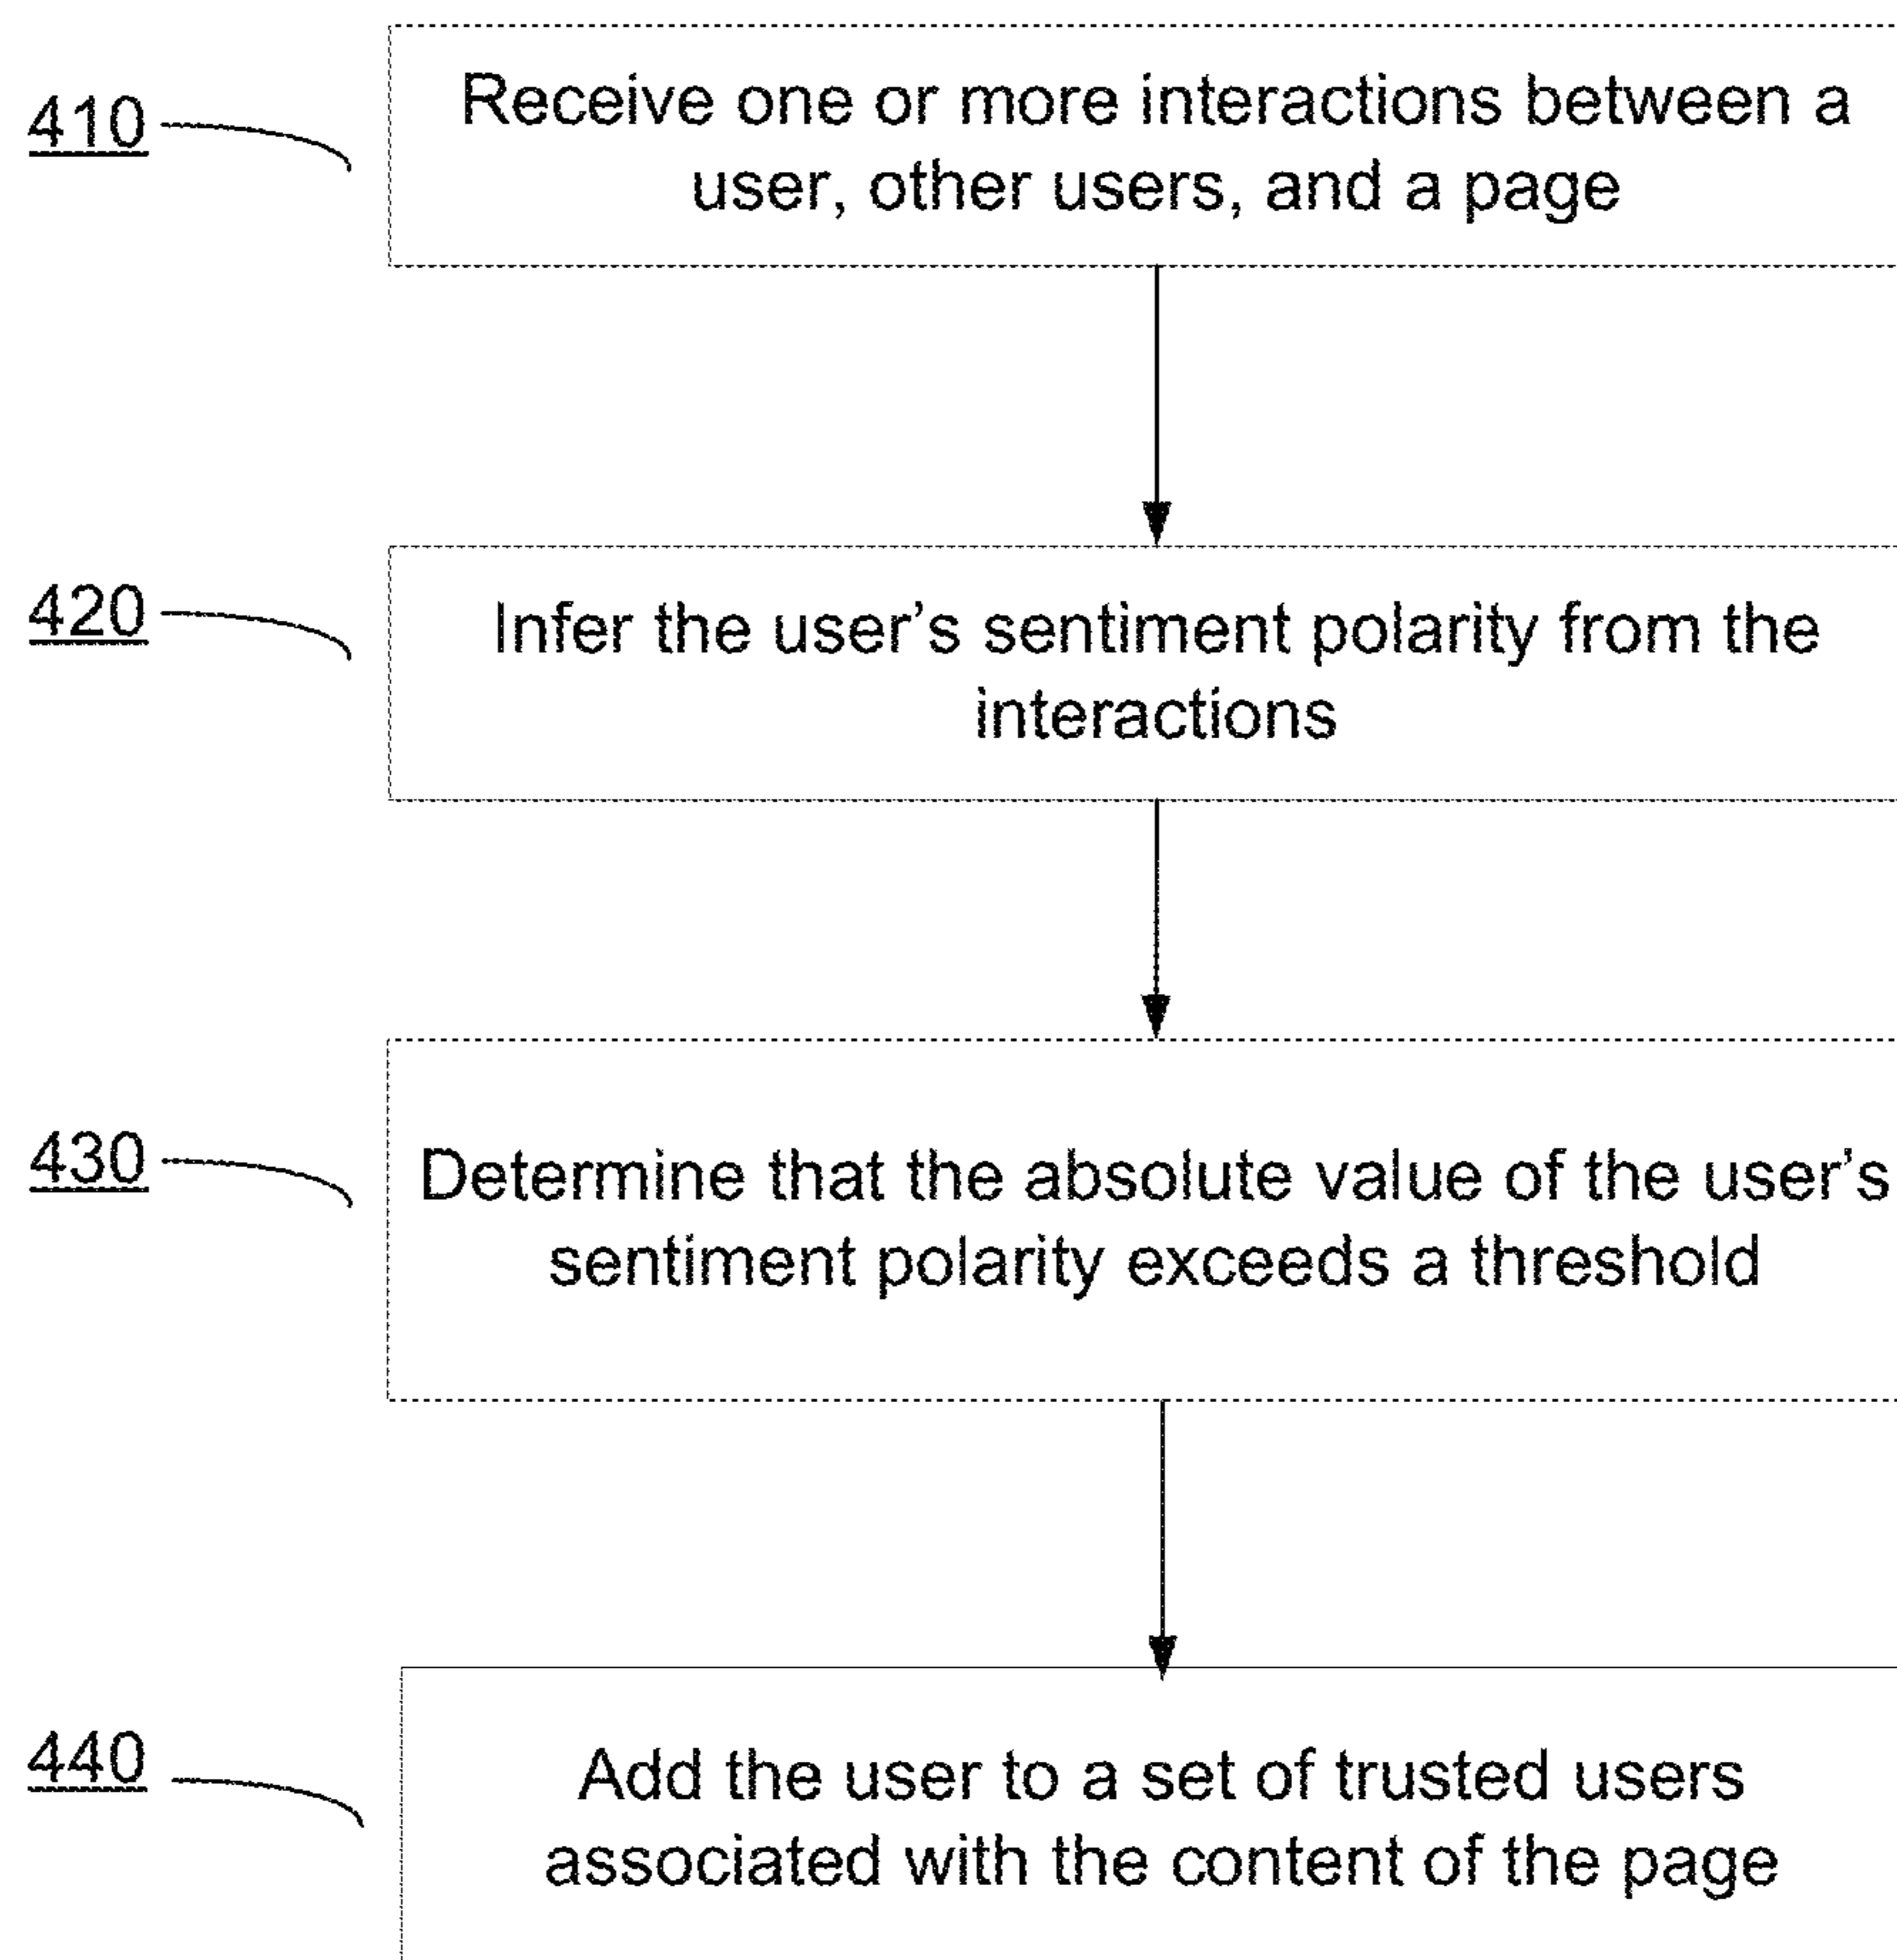 410
Receive one or more interactions between a
user, other users, and a page
420
Infer the user's sentiment polarity from the
interactions
430
Determine that the absolute value of the user's
sentiment polarity exceeds a threshold
440
Add the user to a set of trusted users
associated with the content of the page